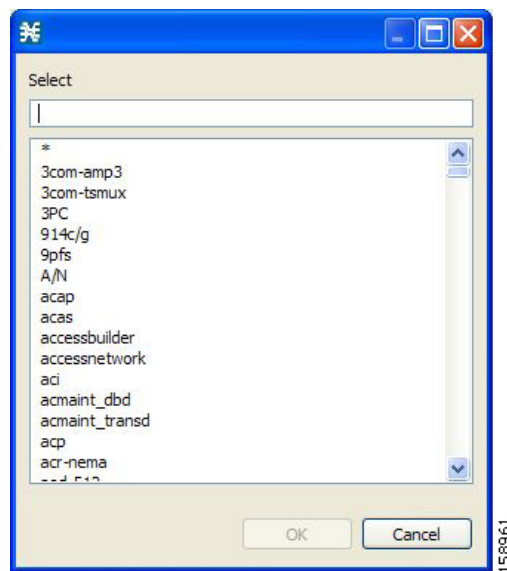 Select
*
3com-amp3
3com-tsmux
3PC
914c/g
9pfs
A/N
acap
acas
accessbuilder
accessnetwork
aci
acmaint_dbd
acmaint_transd
acp
acr-nema
OK
Cancel
158961